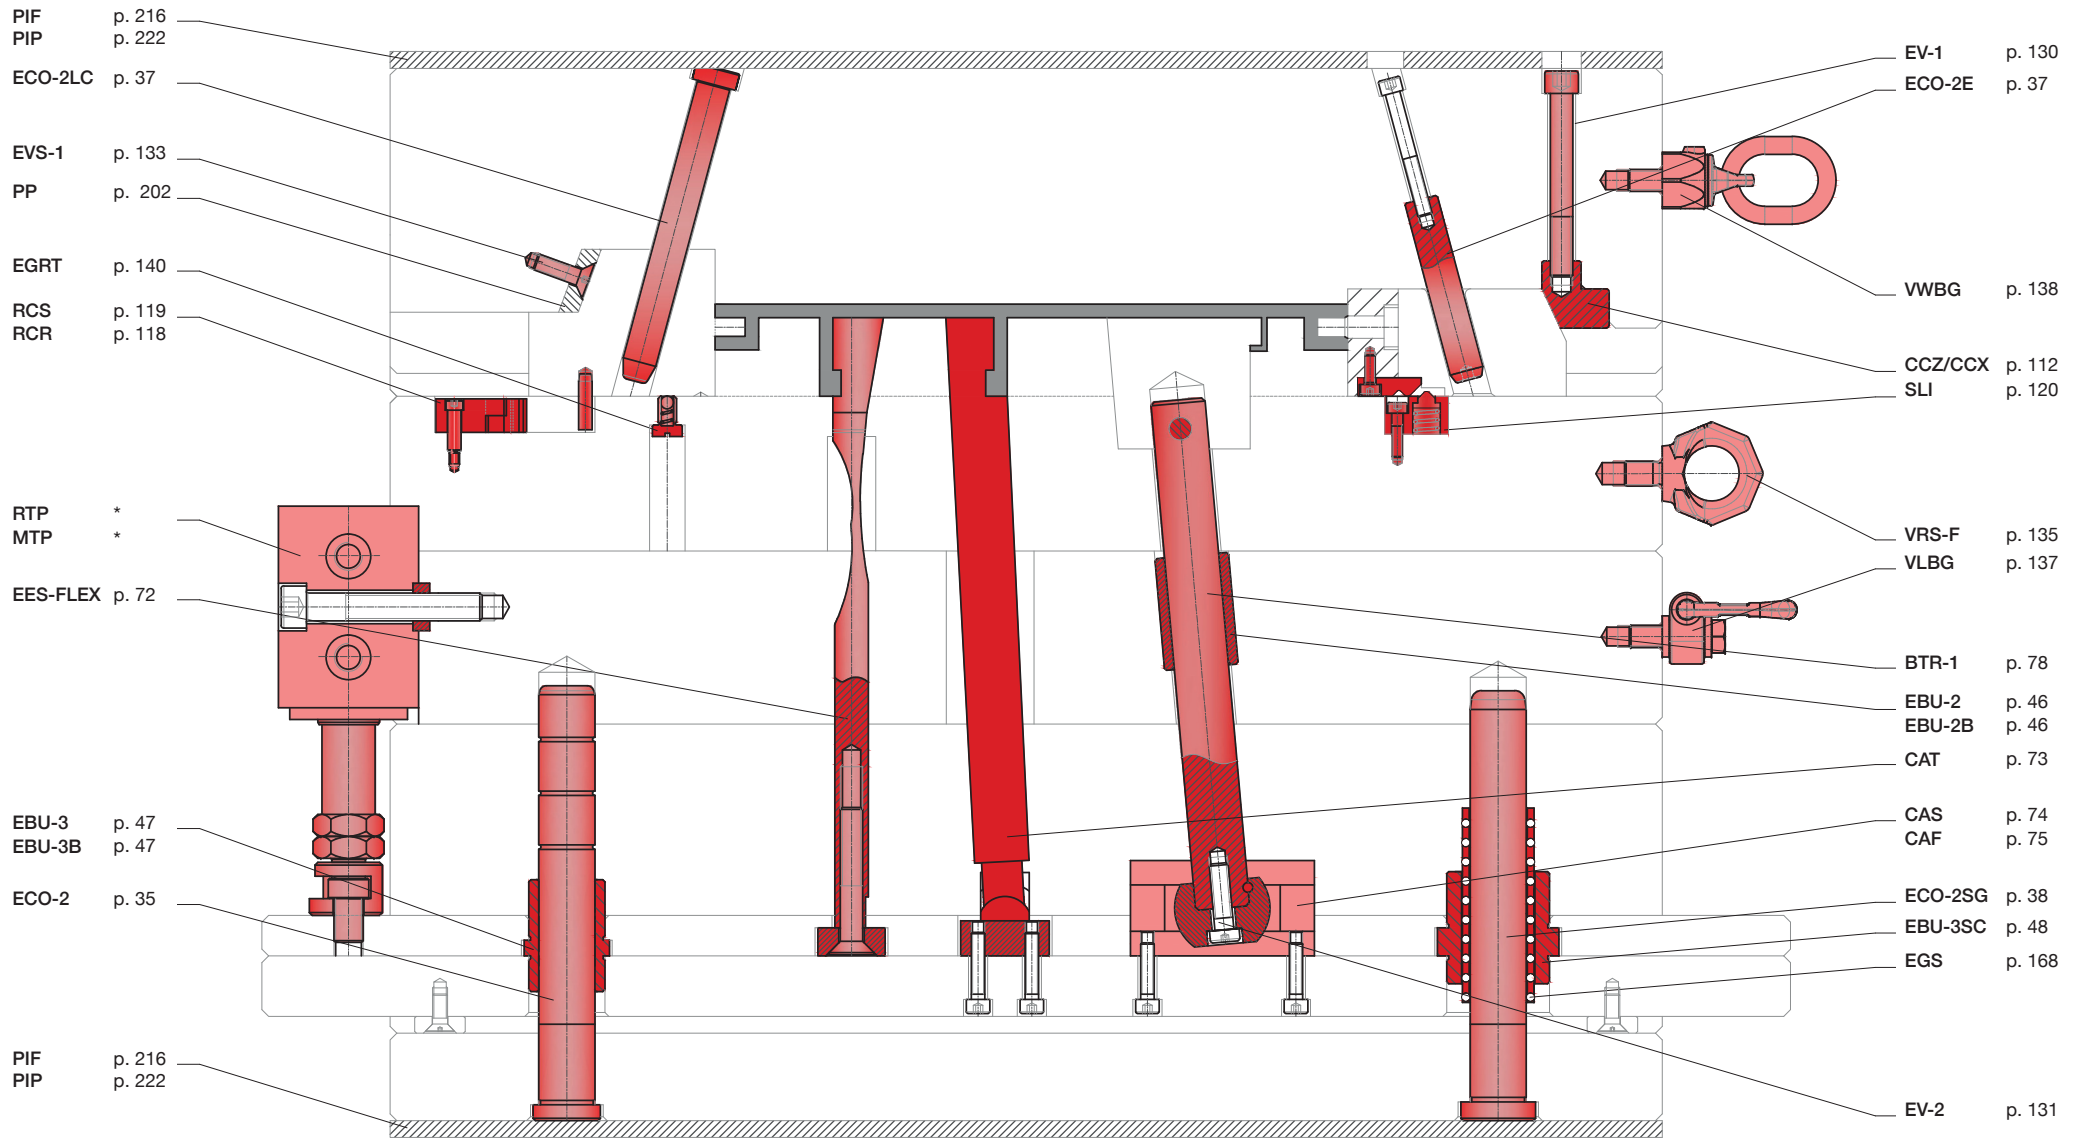 PIF p. 216
PIP p. 222
ECO-2LC p. 37
EVS-1 p. 133
PP p. 202
EGRT p. 140
RCS p. 119
RCR p. 118
RTP *
MTP *
EES-FLEX p. 72
EBU-3 p. 47
EBU-3B p. 47
ECO-2 p. 35
PIF p. 216
PIP p. 222
EV-1 p. 130
ECO-2E p. 37
VWBG p. 138
CCZ/CCX p. 112
SLI p. 120
VRS-F p. 135
VLBG p. 137
BTR-1 p. 78
EBU-2 p. 46
EBU-2B p. 46
CAT p. 73
CAS p. 74
CAF p. 75
ECO-2SG p. 38
EBU-3SC p. 48
EGS p. 168
EV-2 p. 131